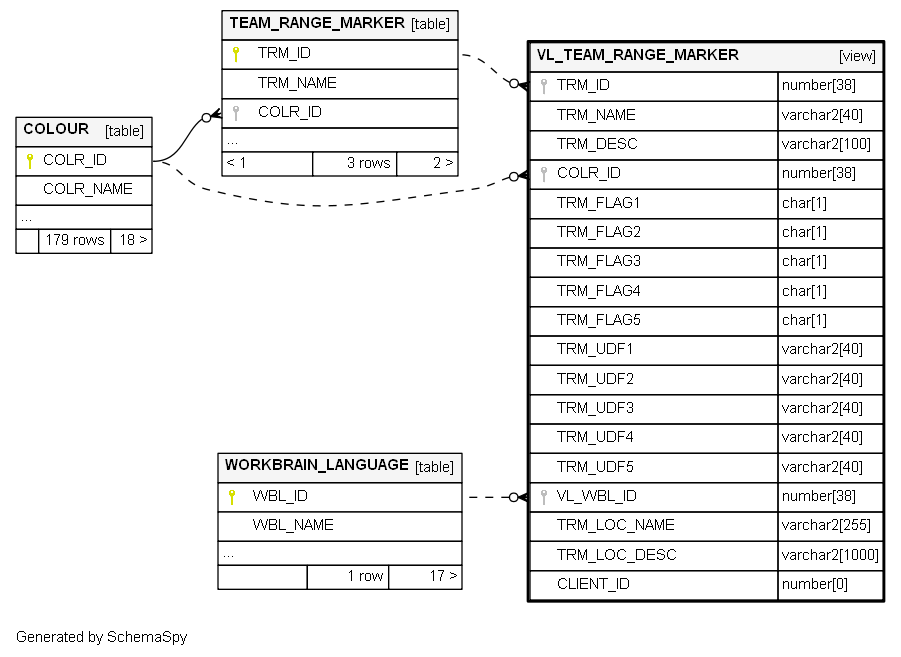 TEAM_RANGE_MARKER [table]
TRM_ID
TRM_NAME
COLR_ID
...
< 1 3 rows 2 >
COLOUR [table]
COLR_ID
COLR_NAME
...
179 rows 18 >
VL_TEAM_RANGE_MARKER [view]
TRM_ID number[38]
TRM_NAME varchar2[40]
TRM_DESC varchar2[100]
COLR_ID number[38]
TRM_FLAG1 char[1]
TRM_FLAG2 char[1]
TRM_FLAG3 char[1]
TRM_FLAG4 char[1]
TRM_FLAG5 char[1]
TRM_UDF1 varchar2[40]
TRM_UDF2 varchar2[40]
TRM_UDF3 varchar2[40]
TRM_UDF4 varchar2[40]
TRM_UDF5 varchar2[40]
VL_WBL_ID number[38]
TRM_LOC_NAME varchar2[255]
TRM_LOC_DESC varchar2[1000]
CLIENT_ID number[0]
WORKBRAIN_LANGUAGE [table]
WBL_ID
WBL_NAME
...
1 row 17 >
Generated by SchemaSpy